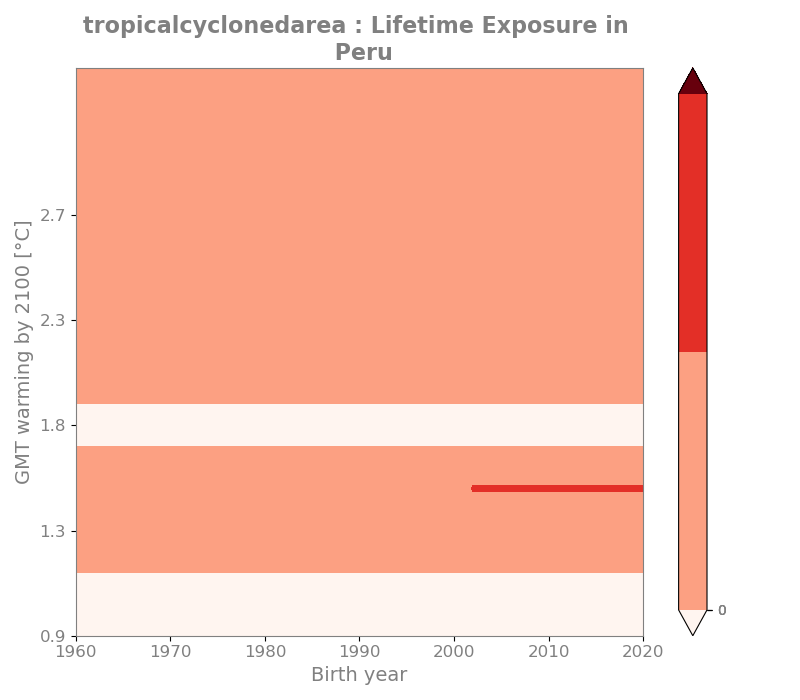 tropicalcyclonedarea : Lifetime Exposure in
Peru
GMT warming by 2100 [°C]
2.7
2.3
1.8
1.3
0.9
1960 1970 1980 1990 2000 2010 2020
Birth year
0